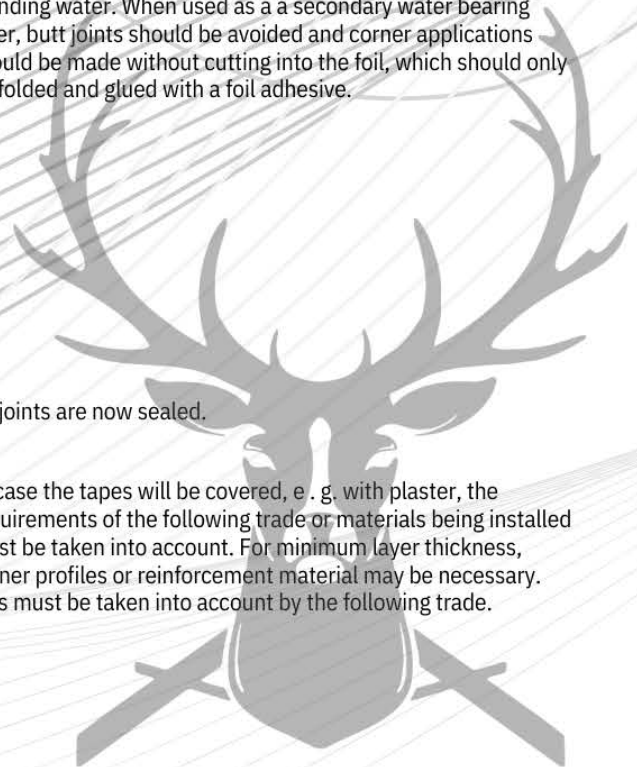 nding water. When used as a a secondary water bearing
er, butt joints should be avoided and corner applications
ould be made without cutting into the foil, which should only
folded and glued with a foil adhesive.
joints are now sealed.
case the tapes will be covered, e . g. with plaster, the
uirements of the following trade or materials being installed
st be taken into account. For minimum layer thickness,
ner profiles or reinforcement material may be necessary.
s must be taken into account by the following trade.